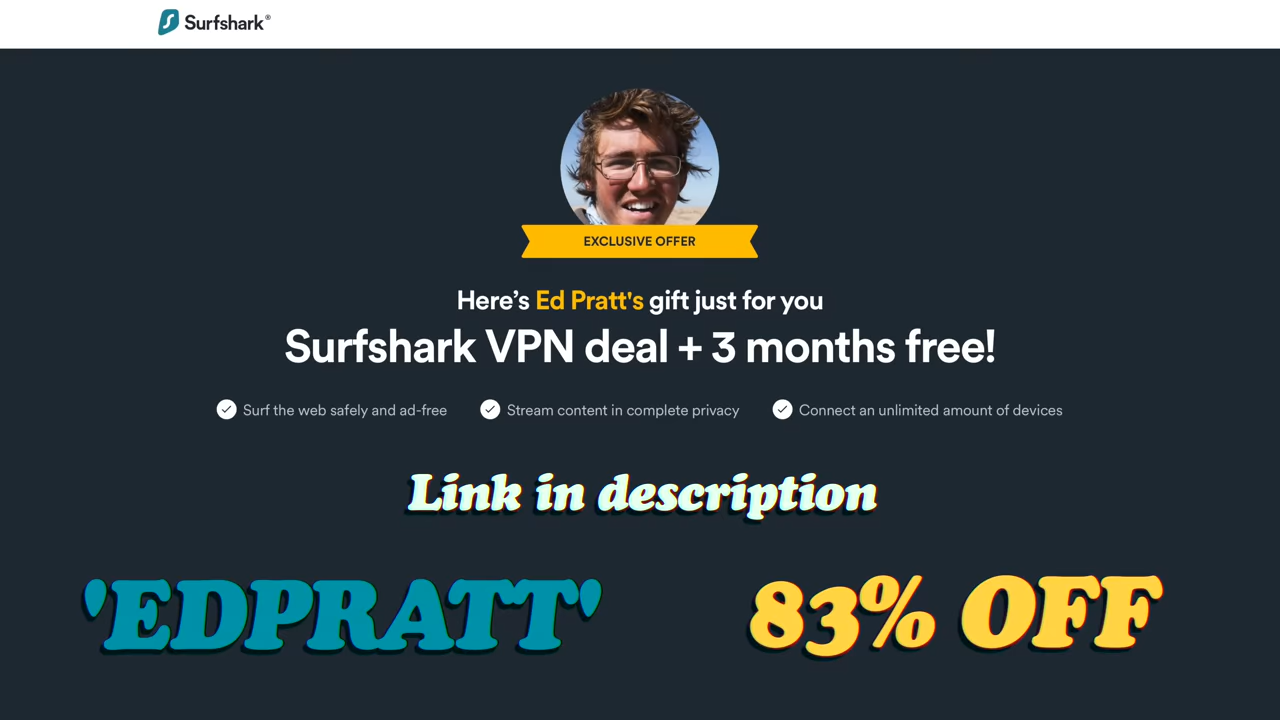 Surfshark®
EXCLUSIVE OFFER
Here’s Ed Pratt's gift just for you
Surfshark VPN deal + 3 months free!
Surf the web safely and ad-free
Stream content in complete privacy
Connect an unlimited amount of devices
Link in description
'EDPRATT'
83% OFF